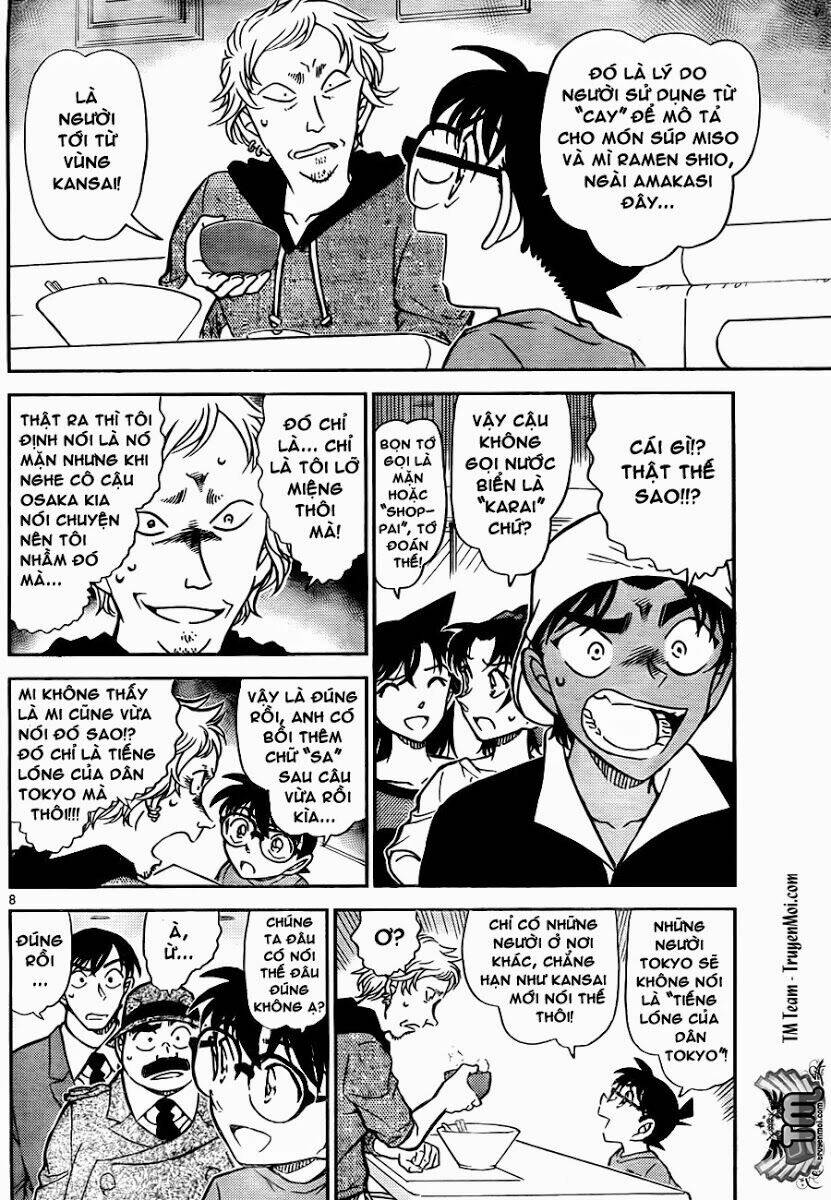 ĐÓ LÀ LÝ DO
NGƯỜI SỬ DỤNG TỪ
“CAY” ĐỂ MÔ TẢ
CHO MÓN SÚP MISO
VÀ MÌ RAMEN SHIO,
NGÀI AMAKASI
ĐÂY...
LÀ
NGƯỜI
TỚI TỪ
VÙNG
KANSAI!
CÁI GÌ!?
THẬT THẾ
SAO!!?
VẬY CẬU
KHÔNG
GỌI NƯỚC
BIỂN LÀ
“KARAI”
CHỨ?
BỌN TỚ
GỌI LÀ
MẶN
HOẶC
“SHOP-
PAI”, TỚ
ĐOÁN
THẾ!
ĐÓ CHỈ
LÀ... CHỈ
LÀ TÔI LỠ
MIỆNG
THÔI
MÀ!
THẬT RA THÌ TÔI
ĐỊNH NÓI LÀ NÓ
MẶN NHƯNG KHI
NGHE CÔ CẬU
OSAKA KIA
NÓI CHUYỆN
NÊN TÔI
NHẦM ĐÓ
MÀ...
VẬY LÀ ĐÚNG
RỒI, ANH CÓ
BỒI THÊM
CHỮ “SA”
SAU CÂU
VỪA RỒI
KÌA...
MI KHÔNG THẤY
LÀ MI CŨNG VỪA
NÓI ĐÓ SAO!?
ĐÓ CHỈ LÀ TIẾNG
LÓNG CỦA DÂN
TOKYO MÀ
THÔI!!!
8
NHỮNG
NGƯỜI
TOKYO SẼ
KHÔNG NÓI
LÀ “TIẾNG
LÓNG CỦA
DÂN
TOKYO”!
CHỈ CÓ NHỮNG
NGƯỜI Ở NƠI
KHÁC, CHẲNG
HẠN NHƯ KANSAI
MỚI NÓI THẾ
THÔI!
Ơ?
CHÚNG
TA ĐÂU
CÓ NÓI
THẾ ĐÂU
ĐÚNG
KHÔNG Ạ?
À,
Ừ...
ĐÚNG
RỒI
...
TM Team - TruyenMoi.com
TM
truyenmoi.com